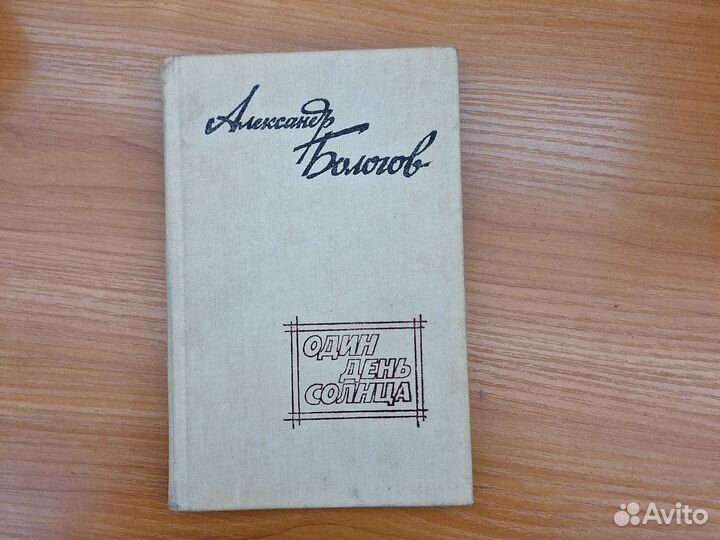 Александр
Бологов
ОДИН
ДЕНЬ
СОЛНЦА
Avito